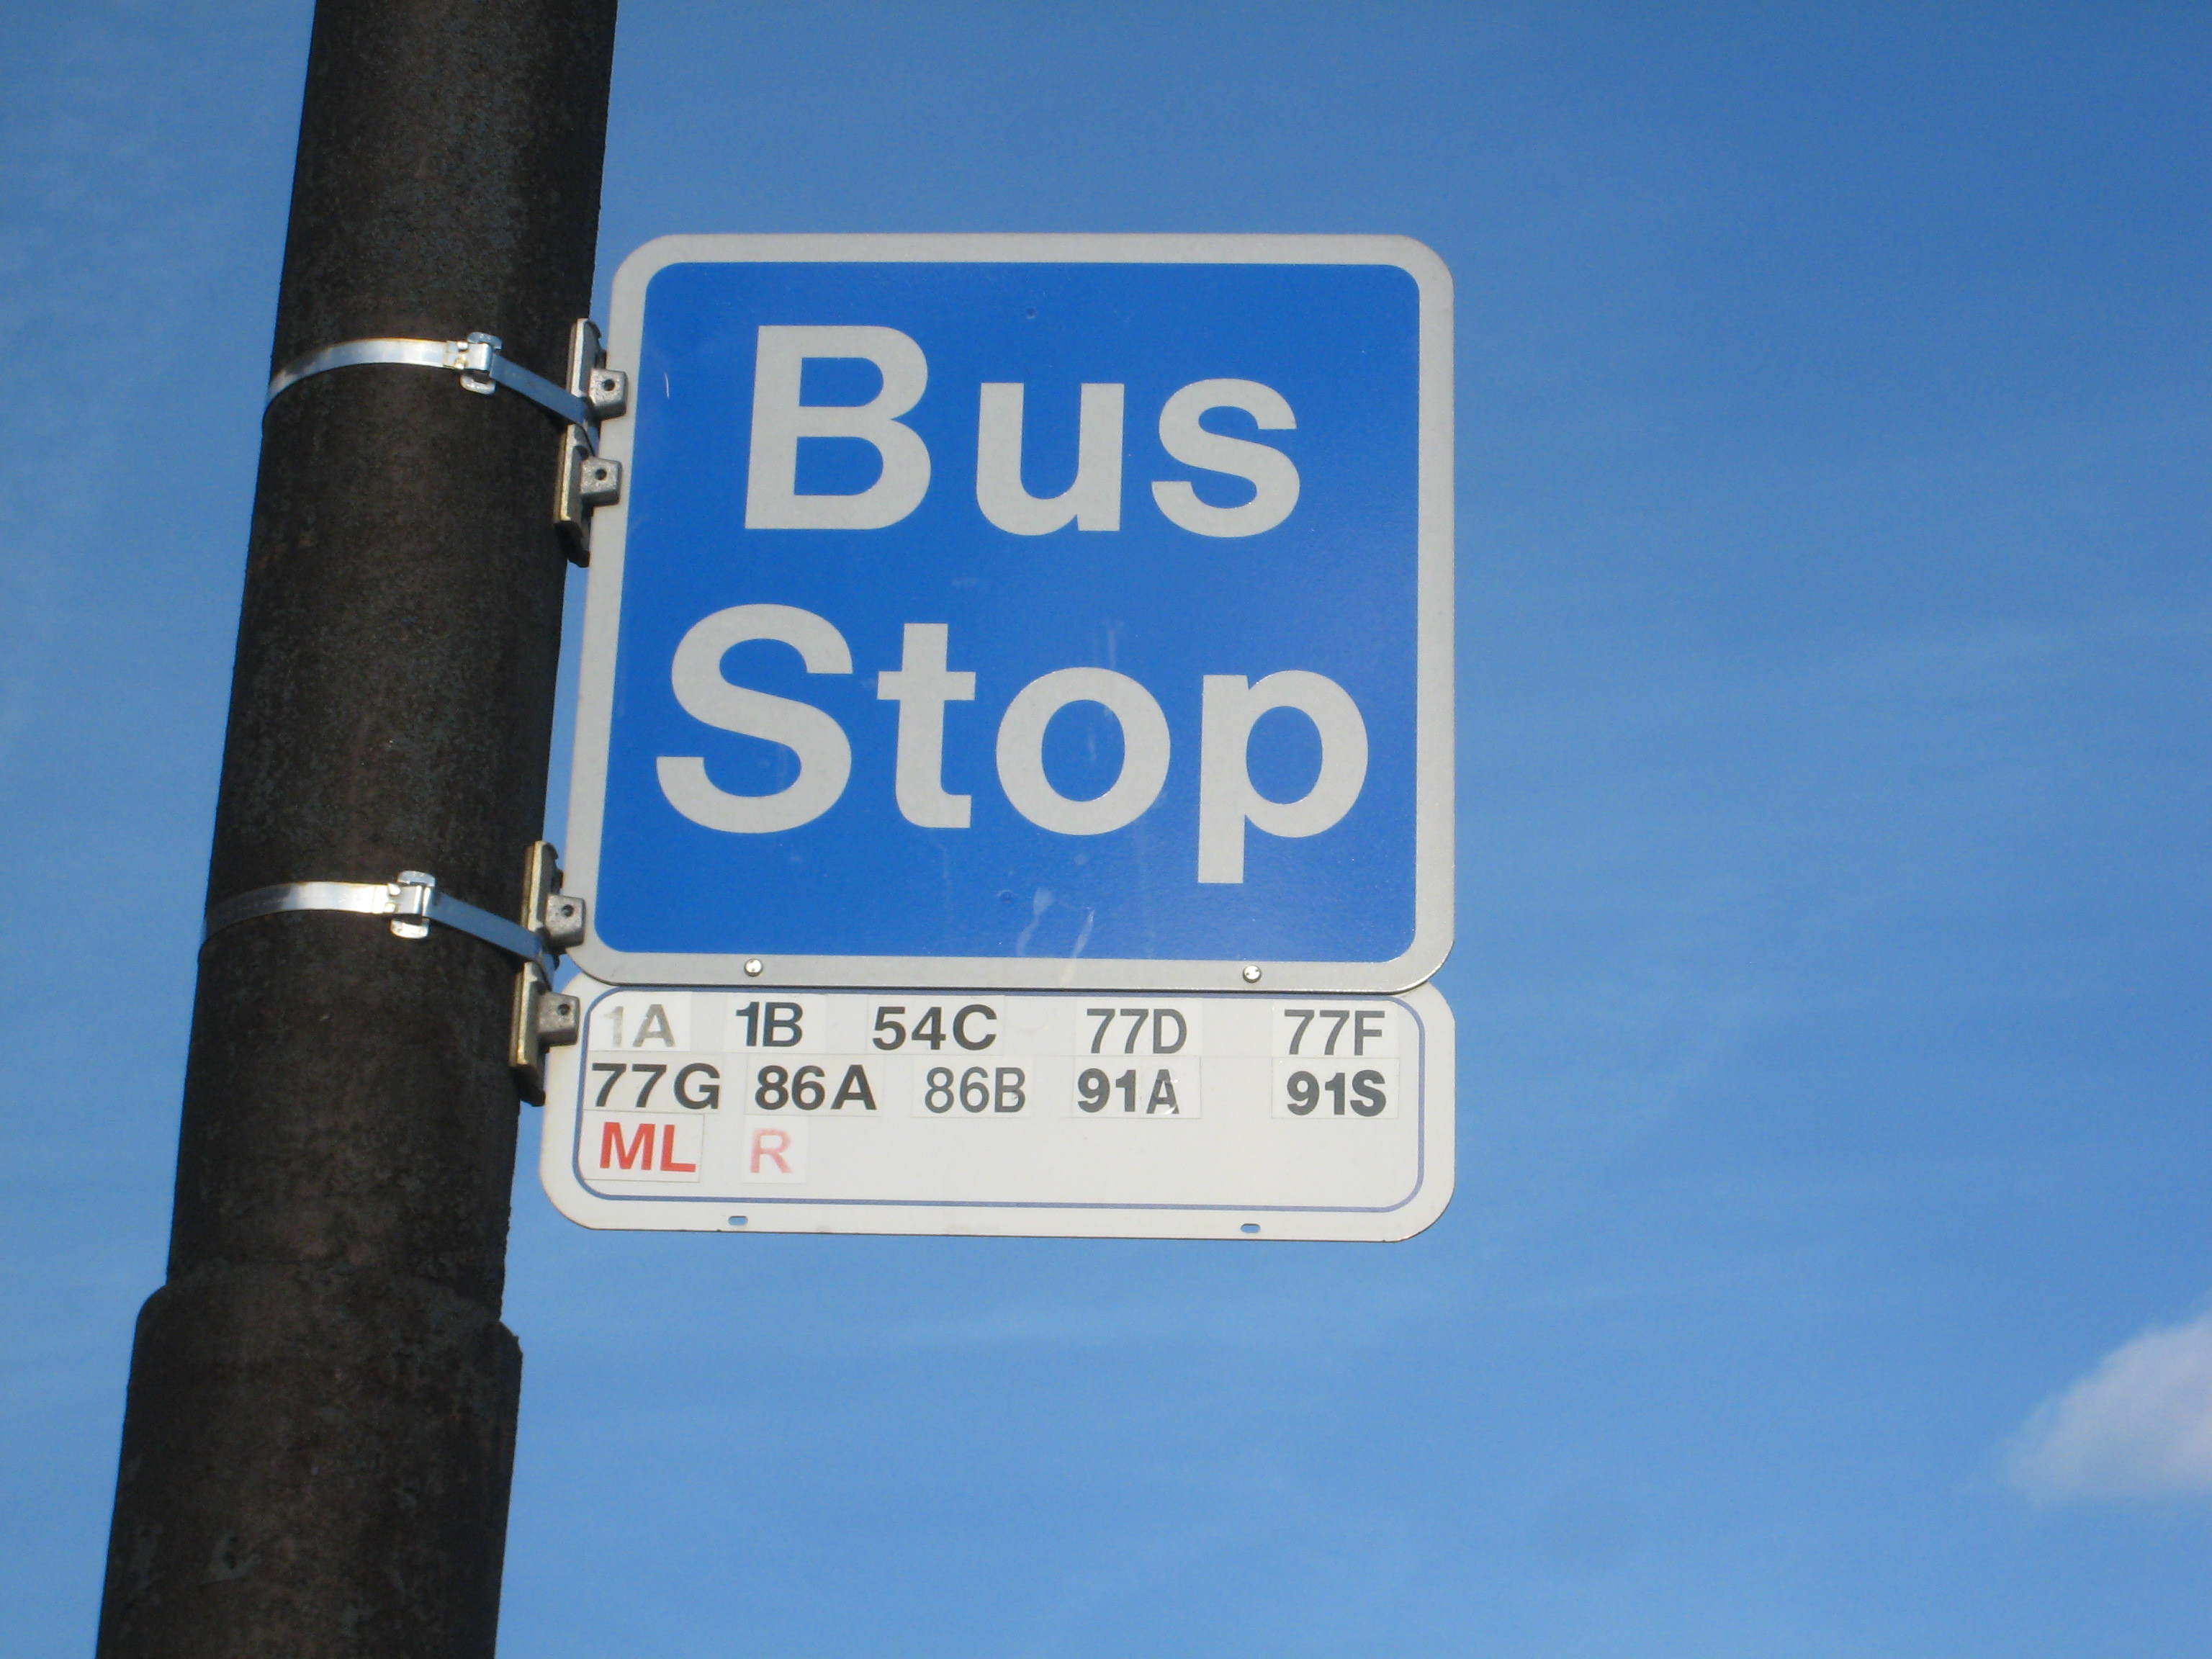 Bus
Stop
1A 1B 54C 77D 77F
77G 86A 86B 91A 91S
ML R